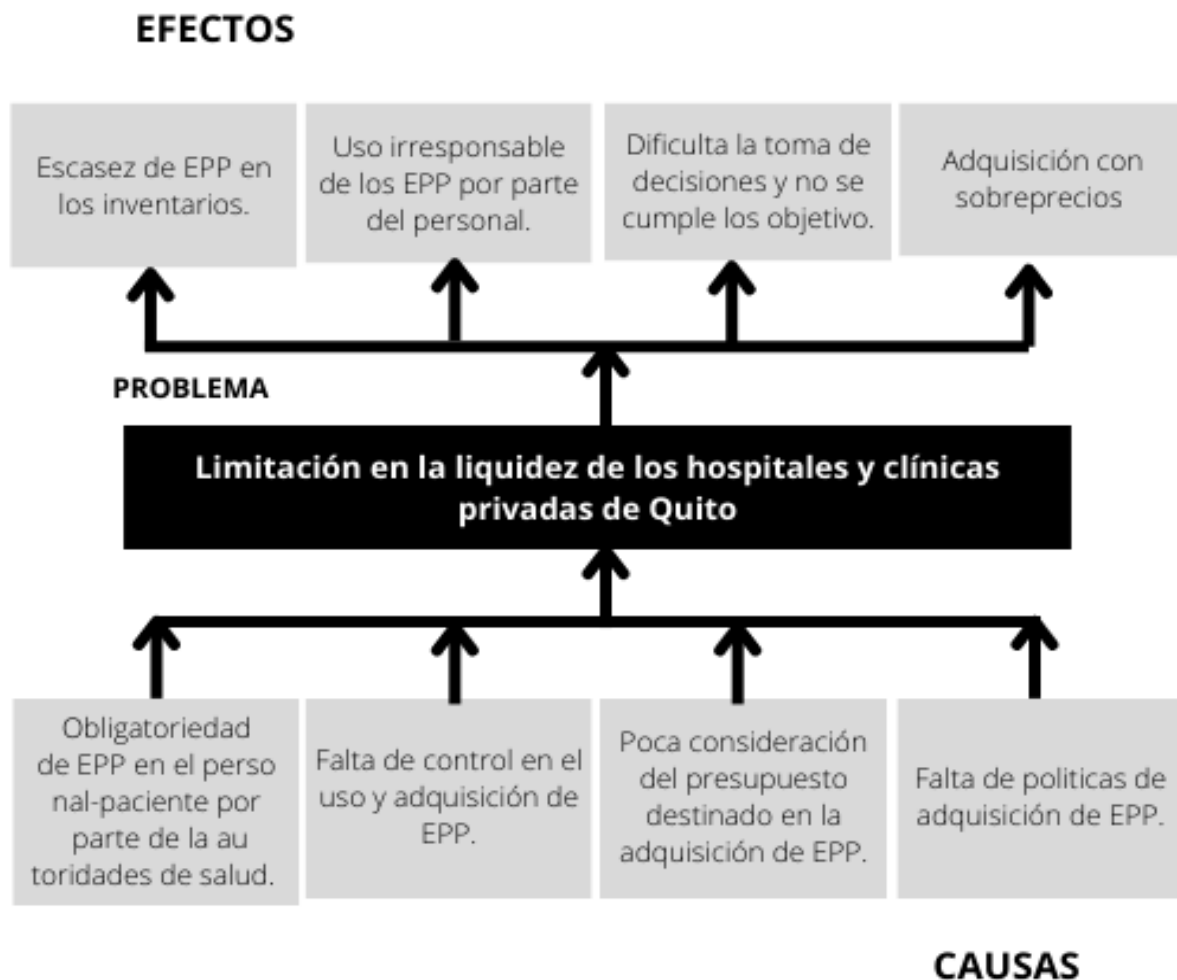 EFECTOS
Escasez de EPP en
los inventarios.
Uso irresponsable
de los EPP por parte
del personal.
Dificulta la toma de
decisiones y no se
cumple los objetivo.
Adquisición con
sobreprecios
PROBLEMA
Limitación en la liquidez de los hospitales y clínicas
privadas de Quito
Obligatoriedad
de EPP en el perso
nal-paciente por
parte de la au
toridades de salud.
Falta de control en el
uso y adquisición de
EPP.
Poca consideración
del presupuesto
destinado en la
adquisición de EPP.
Falta de politicas de
adquisición de EPP.
CAUSAS